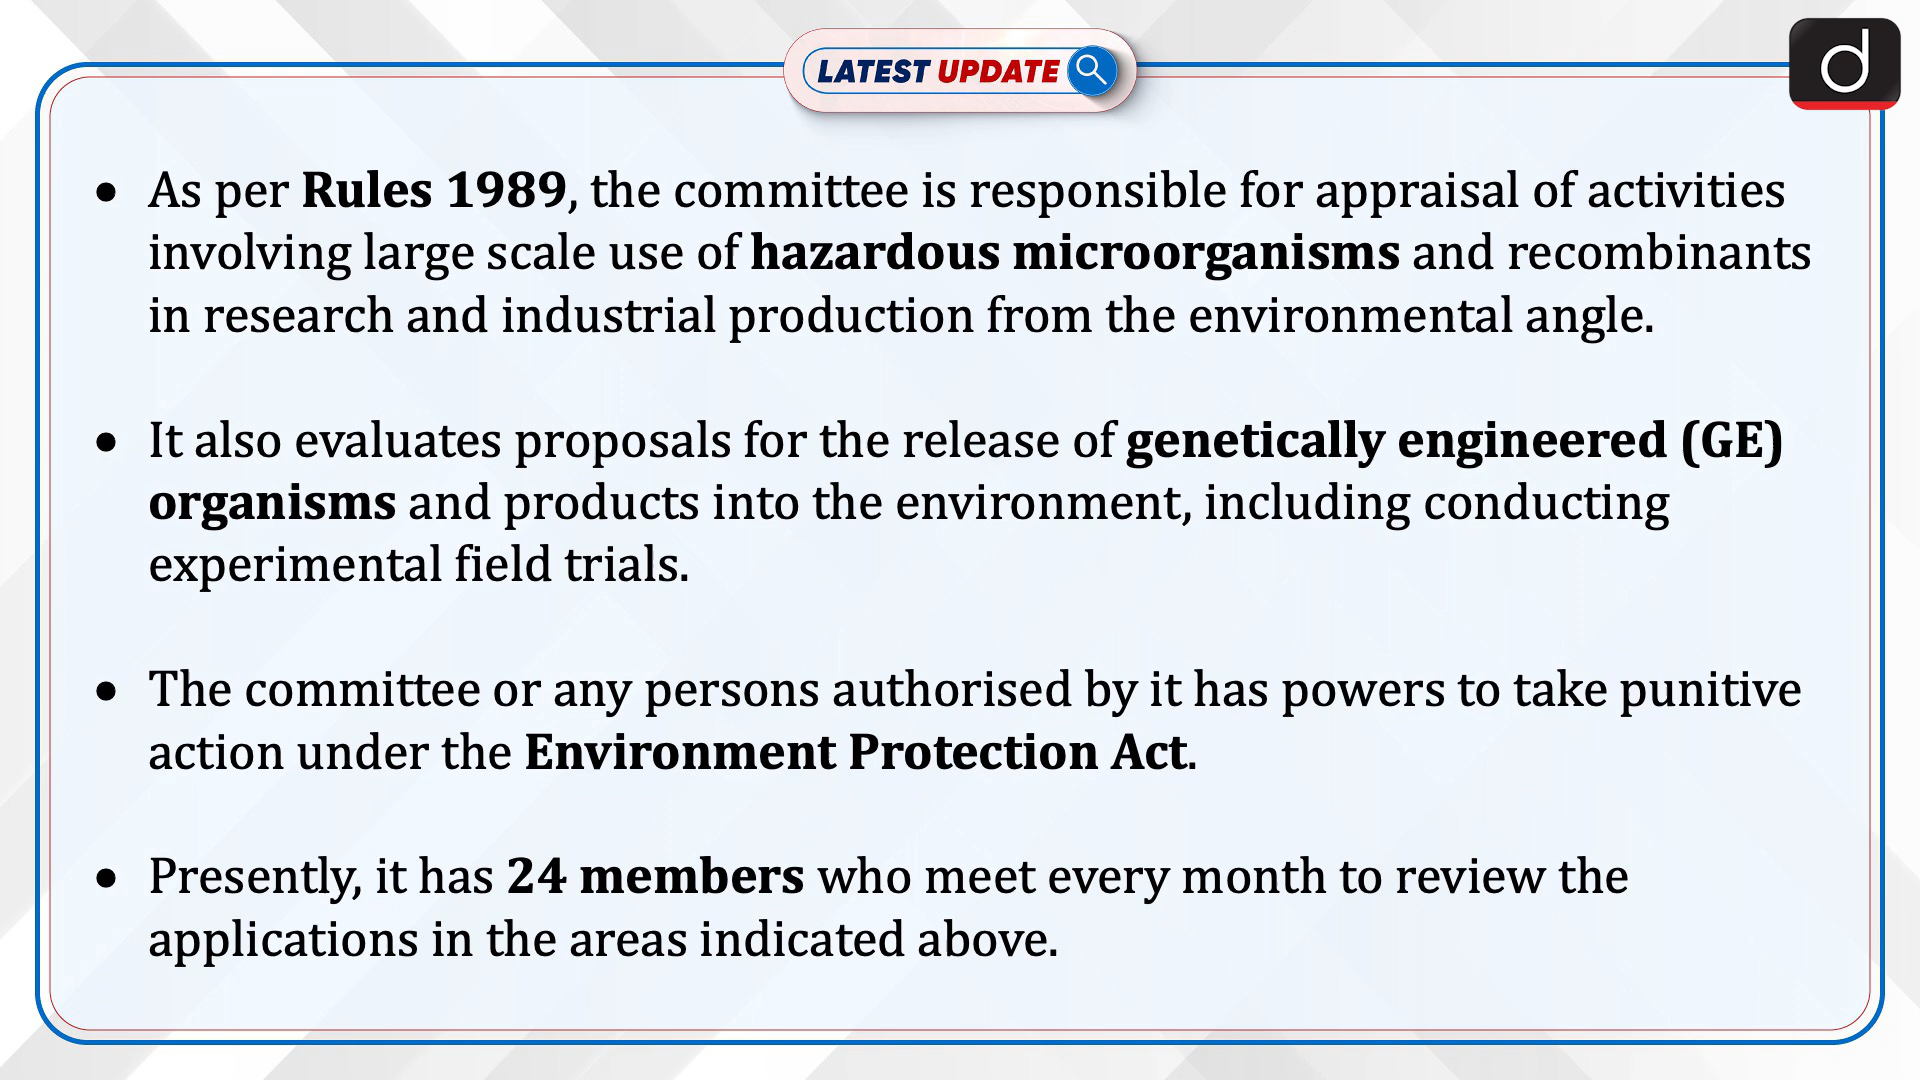 LATEST UPDATE
d
• As per Rules 1989, the committee is responsible for appraisal of activities
involving large scale use of hazardous microorganisms and recombinants
in research and industrial production from the environmental angle.
• It also evaluates proposals for the release of genetically engineered (GE)
organisms and products into the environment, including conducting
experimental field trials.
• The committee or any persons authorised by it has powers to take punitive
action under the Environment Protection Act.
• Presently, it has 24 members who meet every month to review the
applications in the areas indicated above.